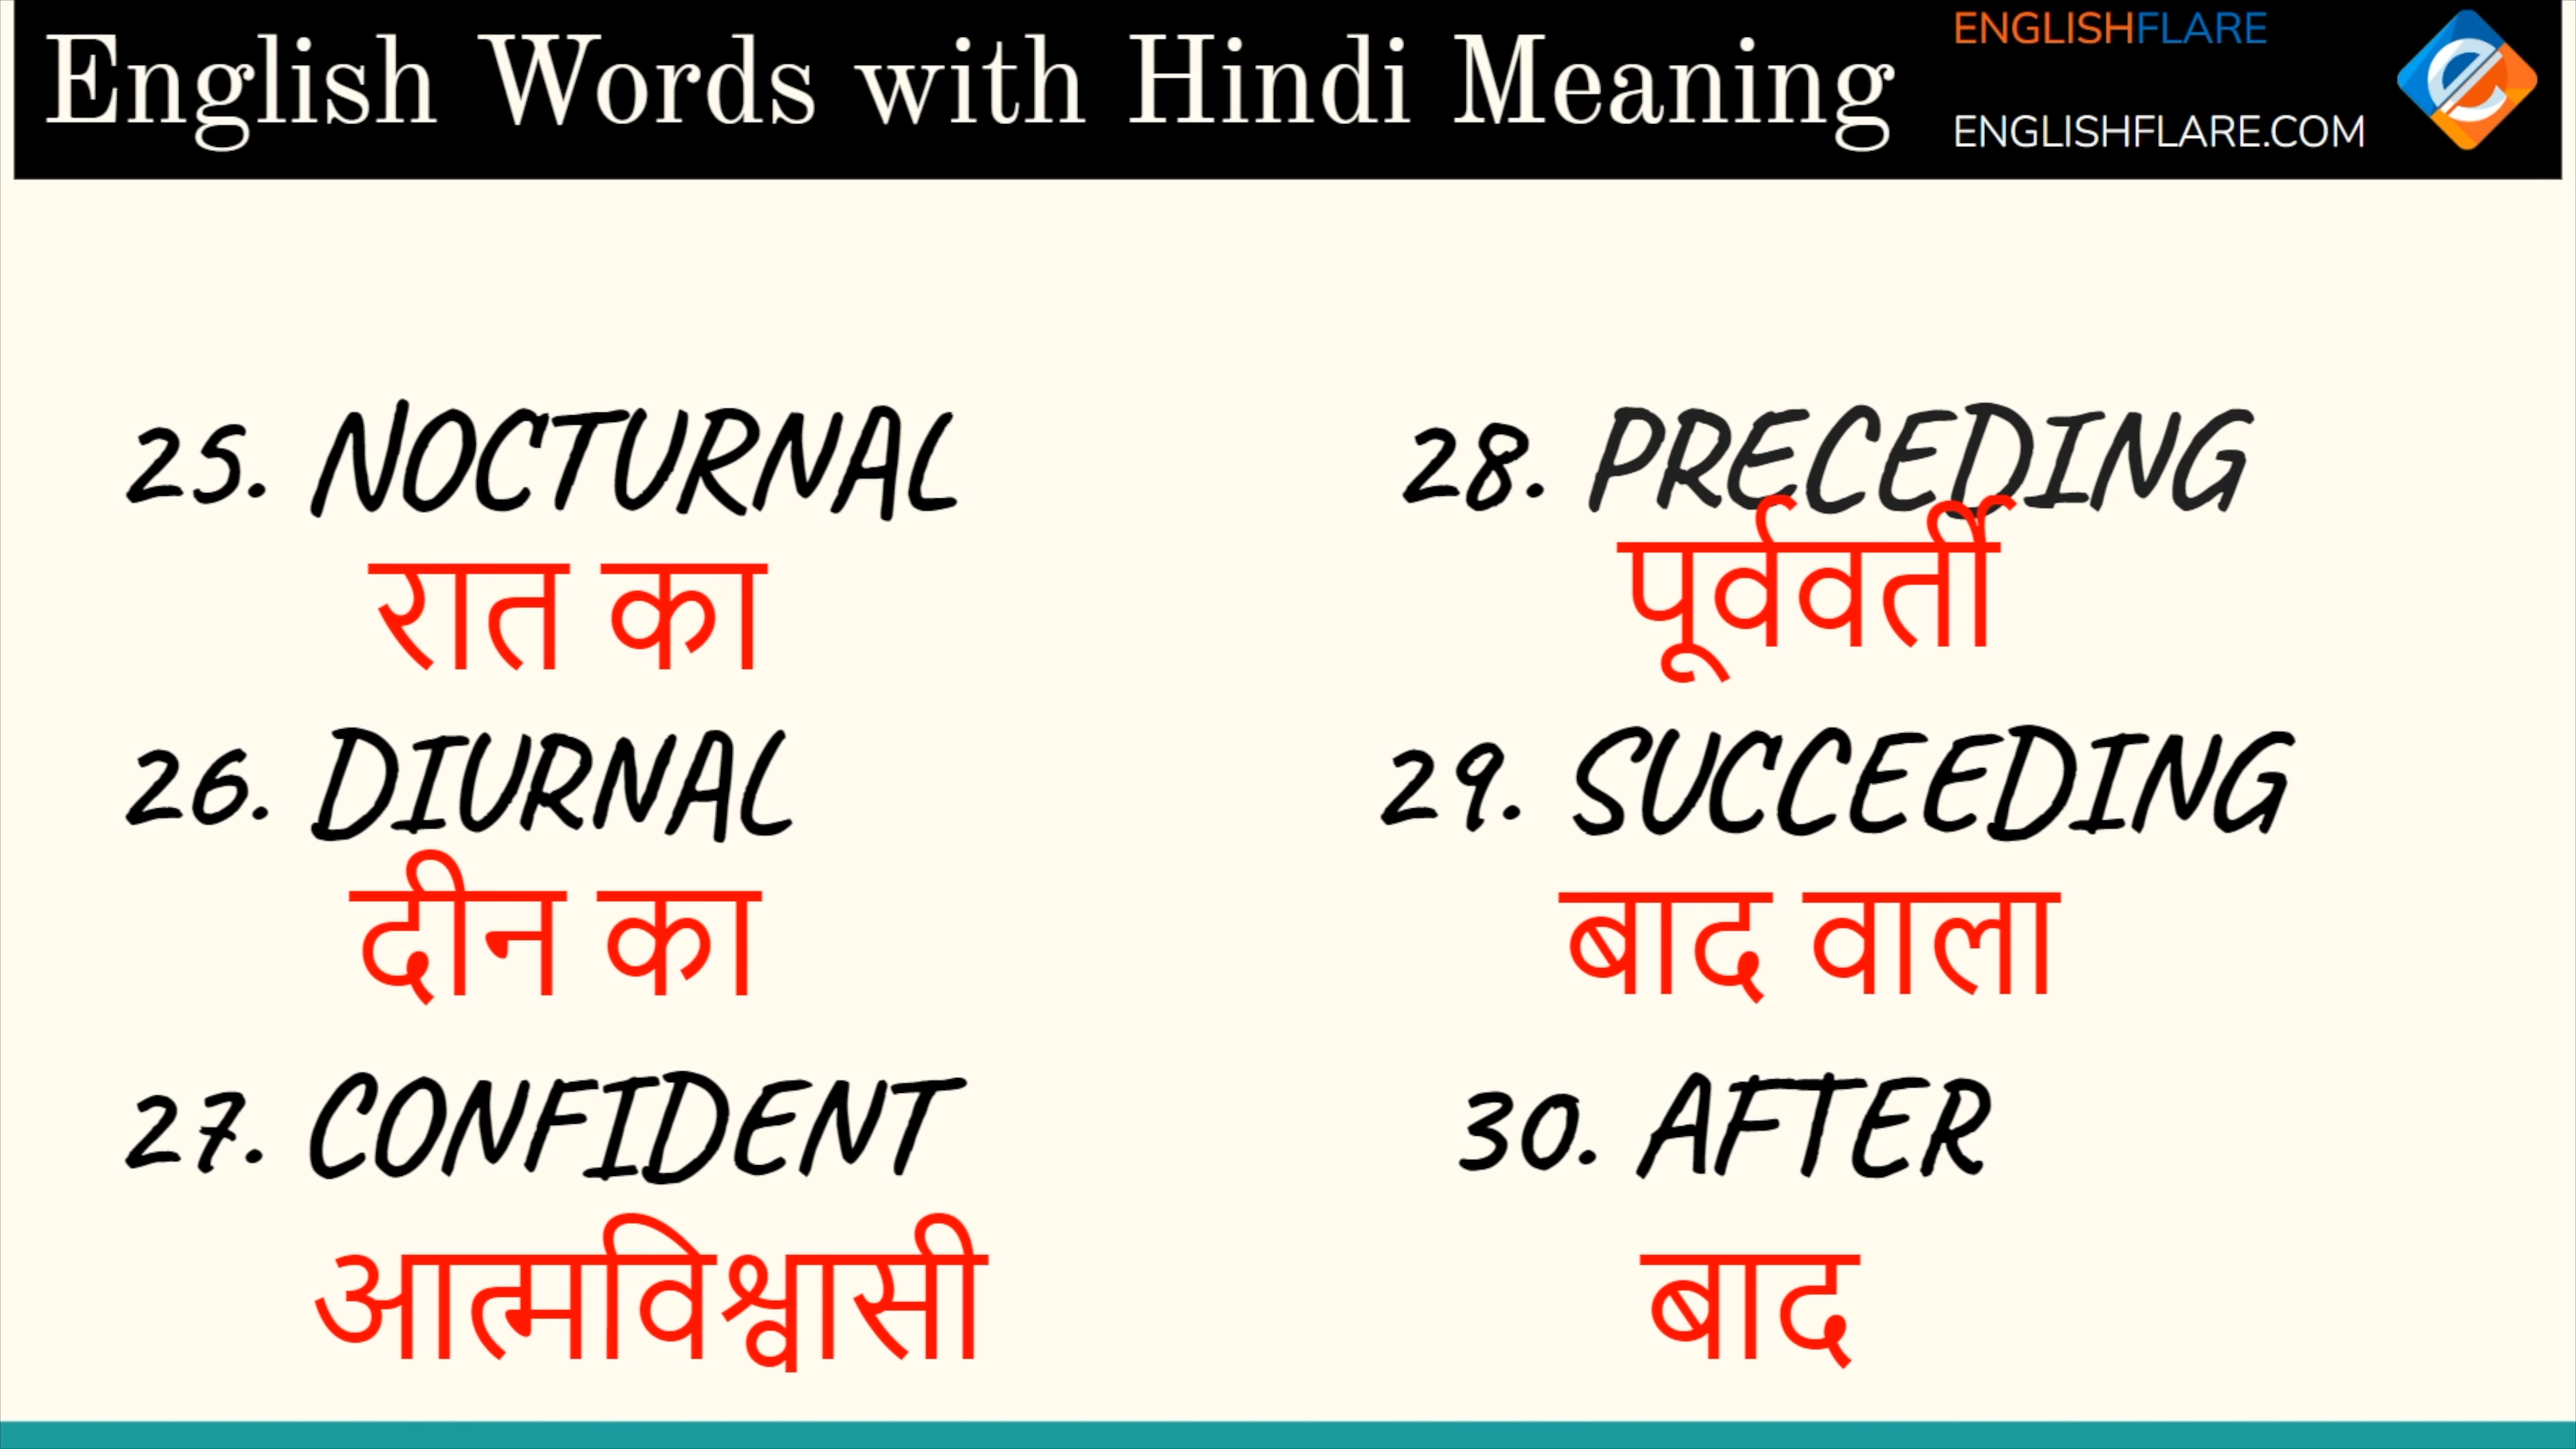 English Words with Hindi Meaning
ENGLISHFLARE
ENGLISHFLARE.COM
25. NOCTURNAL
रात का
26. DIURNAL
दीन का
27. CONFIDENT
आत्मविश्वासी
28. PRECEDING
पूर्ववर्ती
29. SUCCEEDING
बाद वाला
30. AFTER
बाद